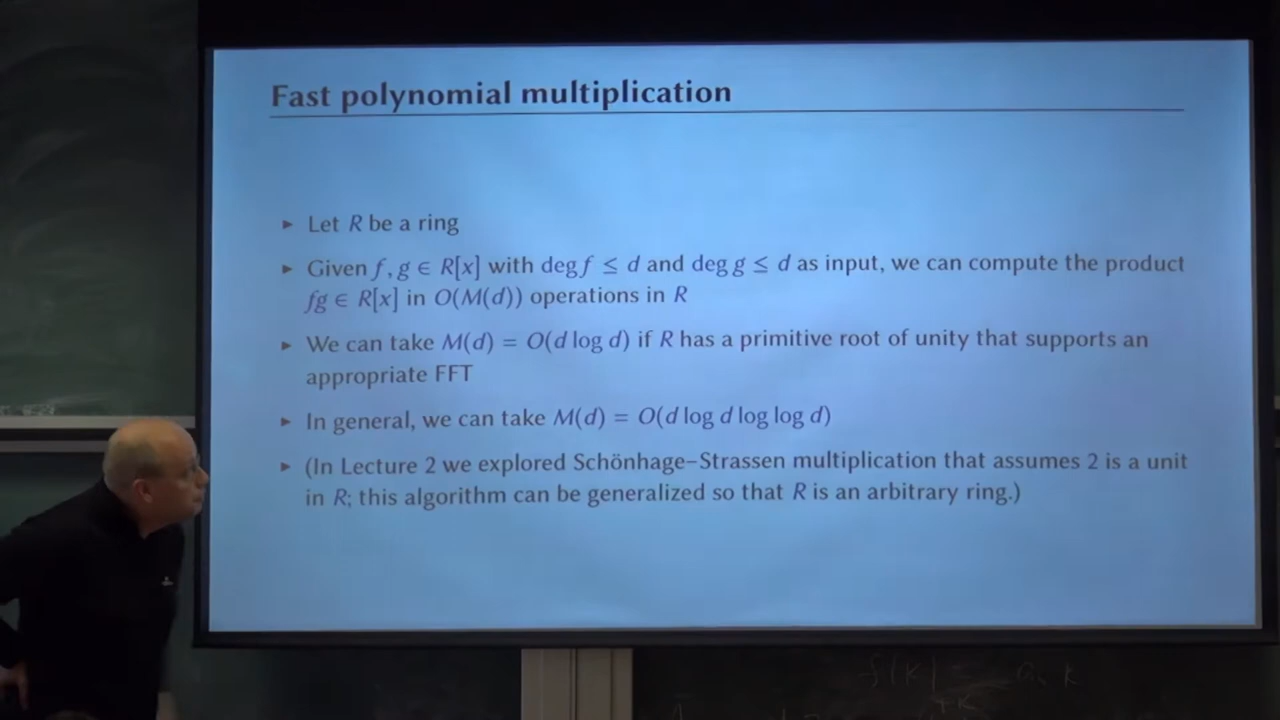 Fast polynomial multiplication
▸ Let R be a ring
▸ Given f, g ∈ R[x] with deg f ≤ d and deg g ≤ d as input, we can compute the product
fg ∈ R[x] in O(M(d)) operations in R
▸ We can take M(d) = O(d log d) if R has a primitive root of unity that supports an
appropriate FFT
▸ In general, we can take M(d) = O(d log d log log d)
▸ (In Lecture 2 we explored Schönhage–Strassen multiplication that assumes 2 is a unit
in R; this algorithm can be generalized so that R is an arbitrary ring.)